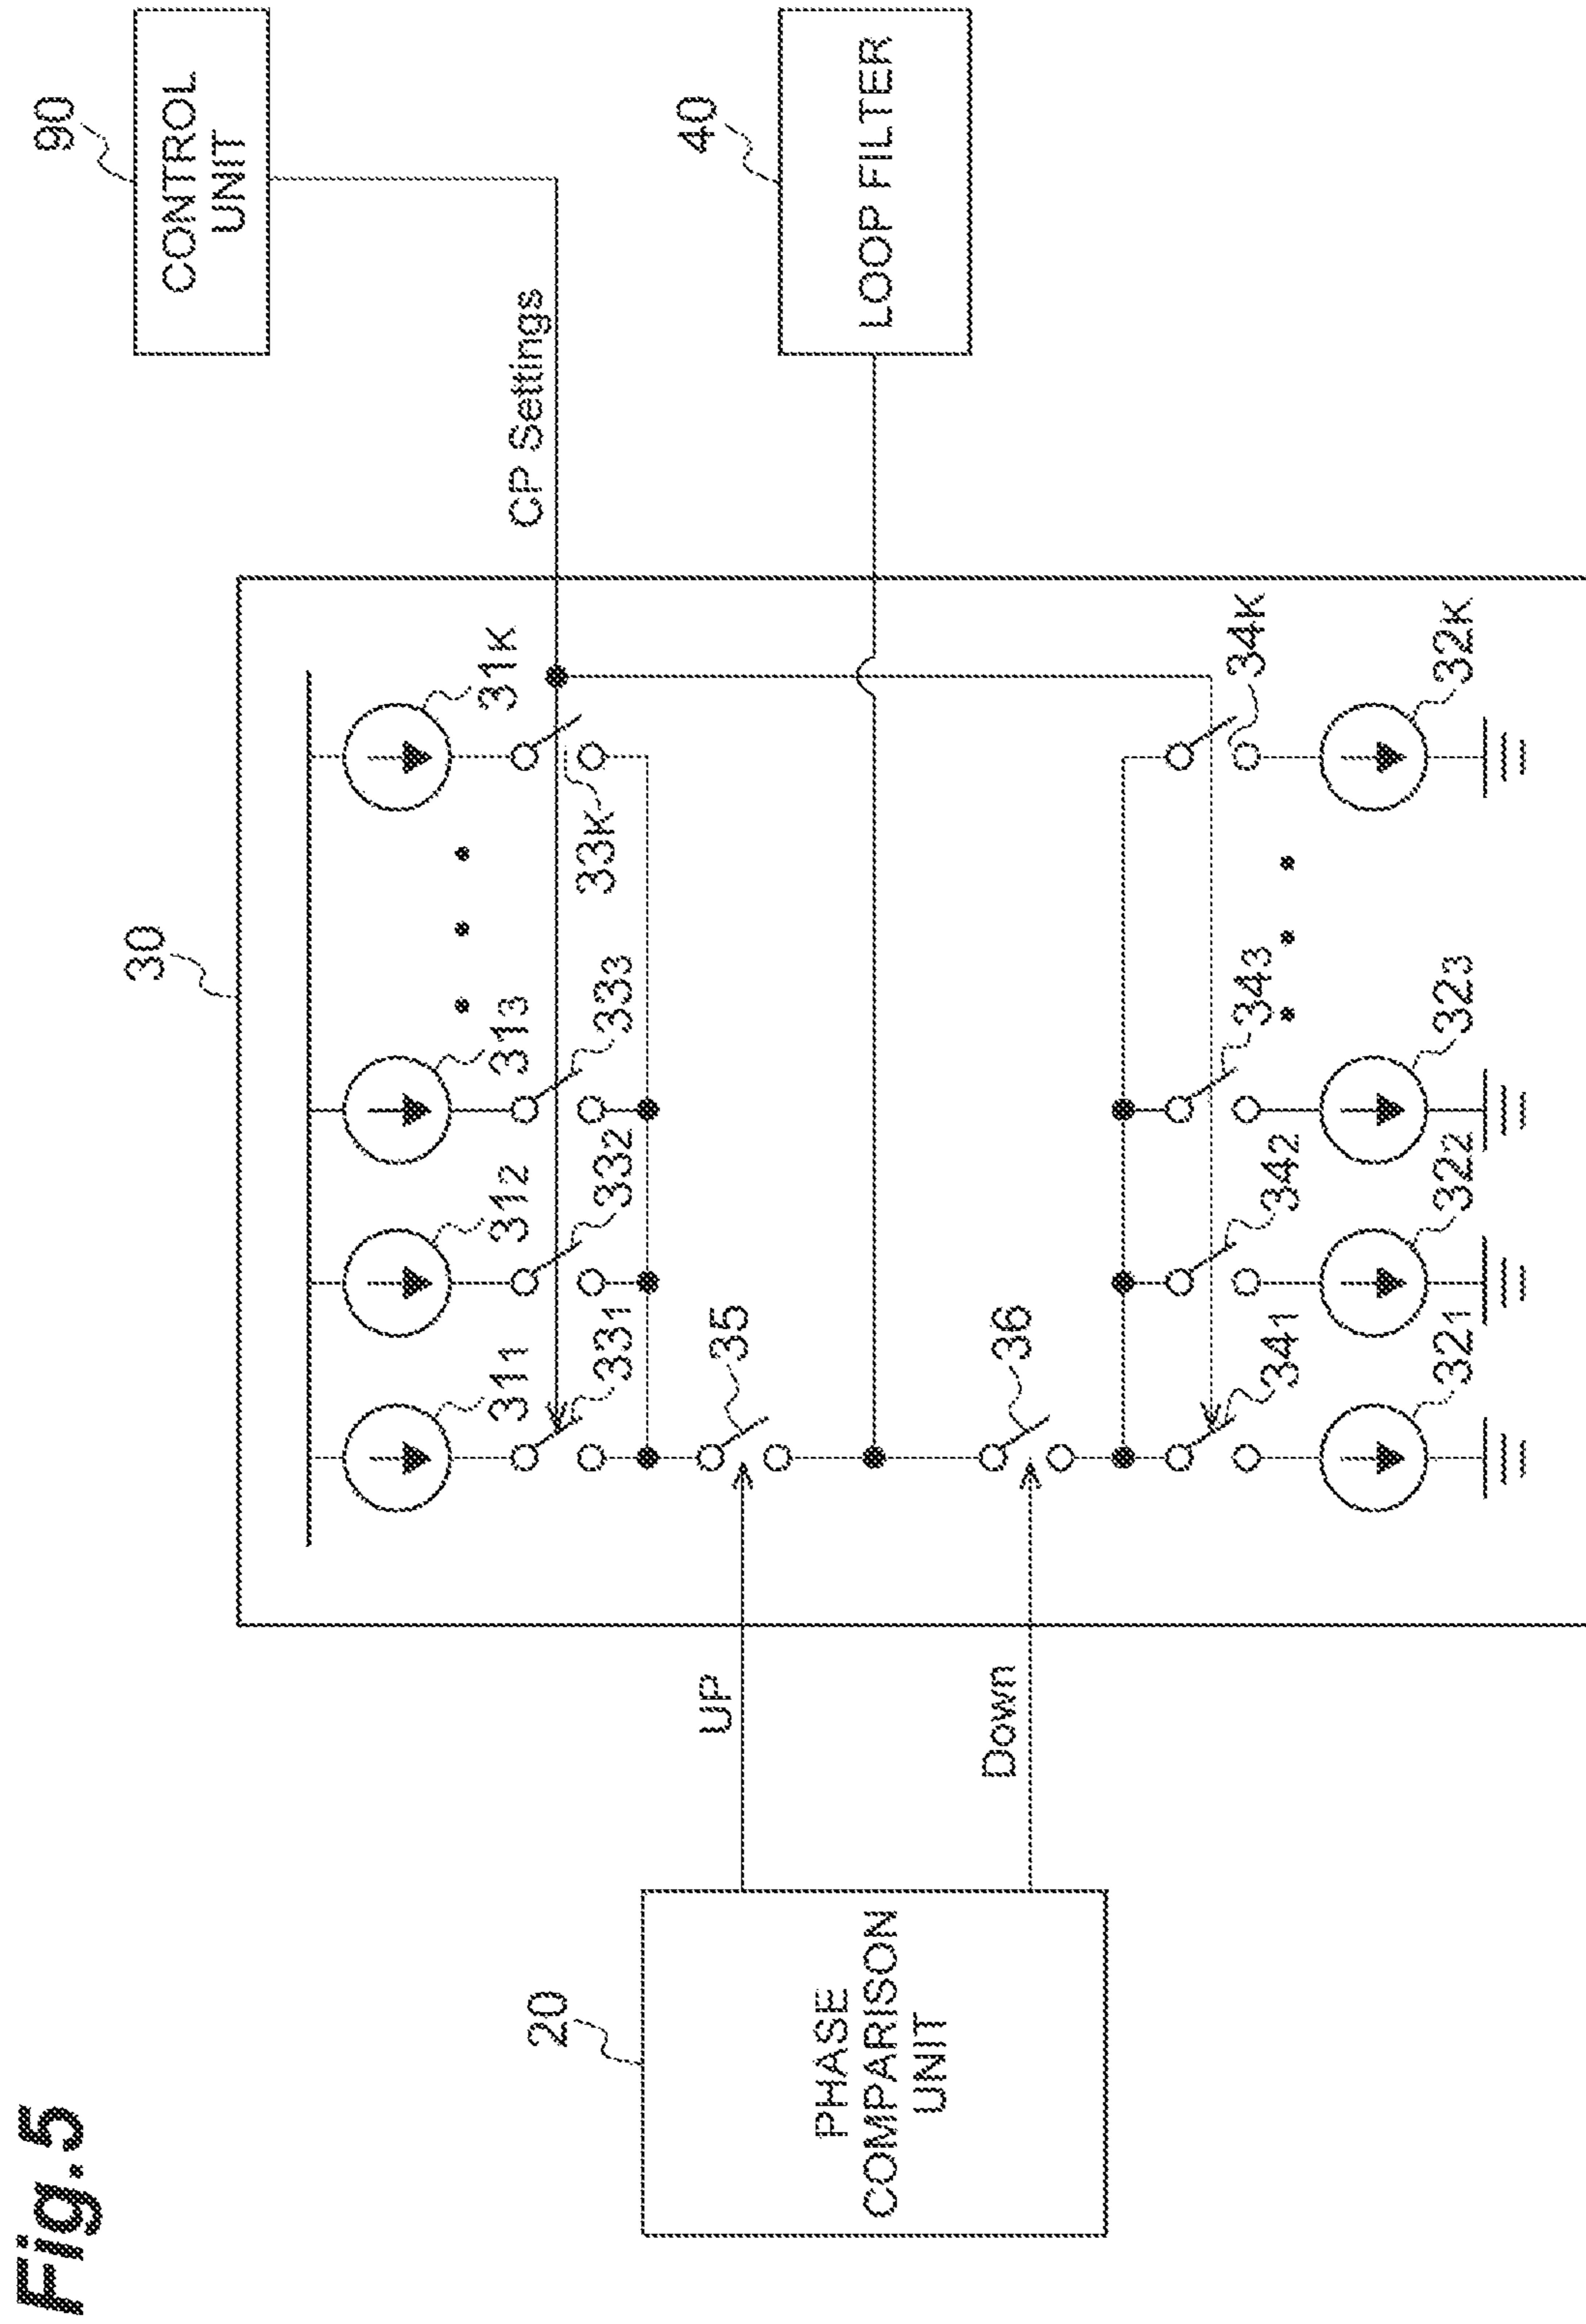 Fig.5
30
90
CONTROL
UNIT
CP Settings
31₁
31₂
31₃
31K
33₁
33₂
33₃
33K
20
PHASE
COMPARISON
UNIT
UP
35
40
LOOP FILTER
Down
36
34₁
34₂
34₃
34K
32₁
32₂
32₃
32K